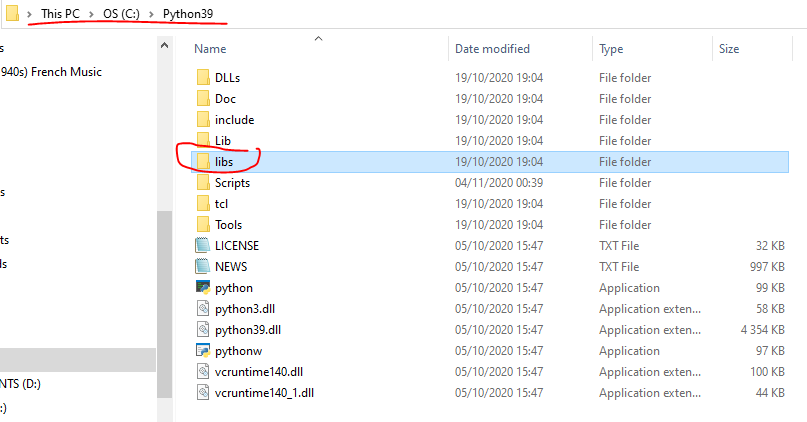 This PC > OS (C:) > Python39
Name Date modified Type Size
s
940s) French Music
DLLs 19/10/2020 19:04 File folder
Doc 19/10/2020 19:04 File folder
include 19/10/2020 19:04 File folder
Lib 19/10/2020 19:04 File folder
libs 19/10/2020 19:04 File folder
s
Scripts 04/11/2020 00:39 File folder
tcl 19/10/2020 19:04 File folder
Tools 19/10/2020 19:04 File folder
ts
LICENSE 05/10/2020 15:47 TXT File 32 KB
ls
NEWS 05/10/2020 15:47 TXT File 997 KB
python 05/10/2020 15:47 Application 99 KB
python3.dll 05/10/2020 15:47 Application exten... 58 KB
python39.dll 05/10/2020 15:47 Application exten... 4 354 KB
pythonw 05/10/2020 15:47 Application 97 KB
vcruntime140.dll 05/10/2020 15:47 Application exten... 100 KB
NTS (D:)
vcruntime140_1.dll 05/10/2020 15:47 Application exten... 44 KB
:)